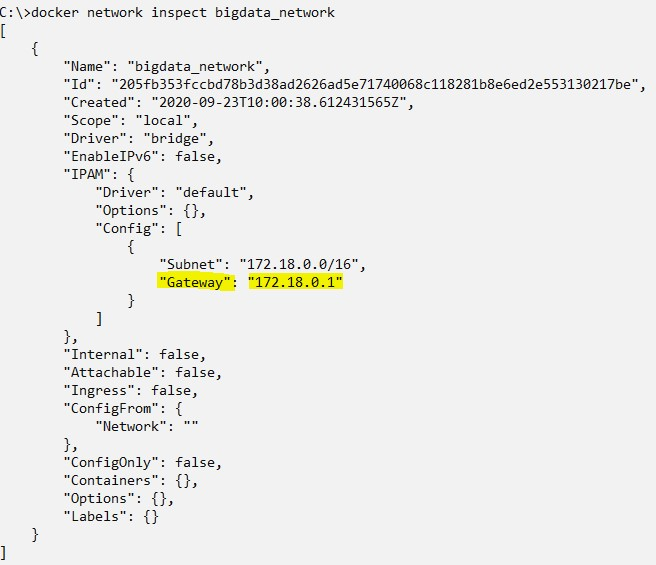 C:\>docker network inspect bigdata_network
[
    {
        "Name": "bigdata_network",
        "Id": "205fb353fccbd78b3d38ad2626ad5e71740068c118281b8e6ed2e553130217be",
        "Created": "2020-09-23T10:00:38.612431565Z",
        "Scope": "local",
        "Driver": "bridge",
        "EnableIPv6": false,
        "IPAM": {
            "Driver": "default",
            "Options": {},
            "Config": [
                {
                    "Subnet": "172.18.0.0/16",
                    "Gateway": "172.18.0.1"
                }
            ]
        },
        "Internal": false,
        "Attachable": false,
        "Ingress": false,
        "ConfigFrom": {
            "Network": ""
        },
        "ConfigOnly": false,
        "Containers": {},
        "Options": {},
        "Labels": {}
    }
]